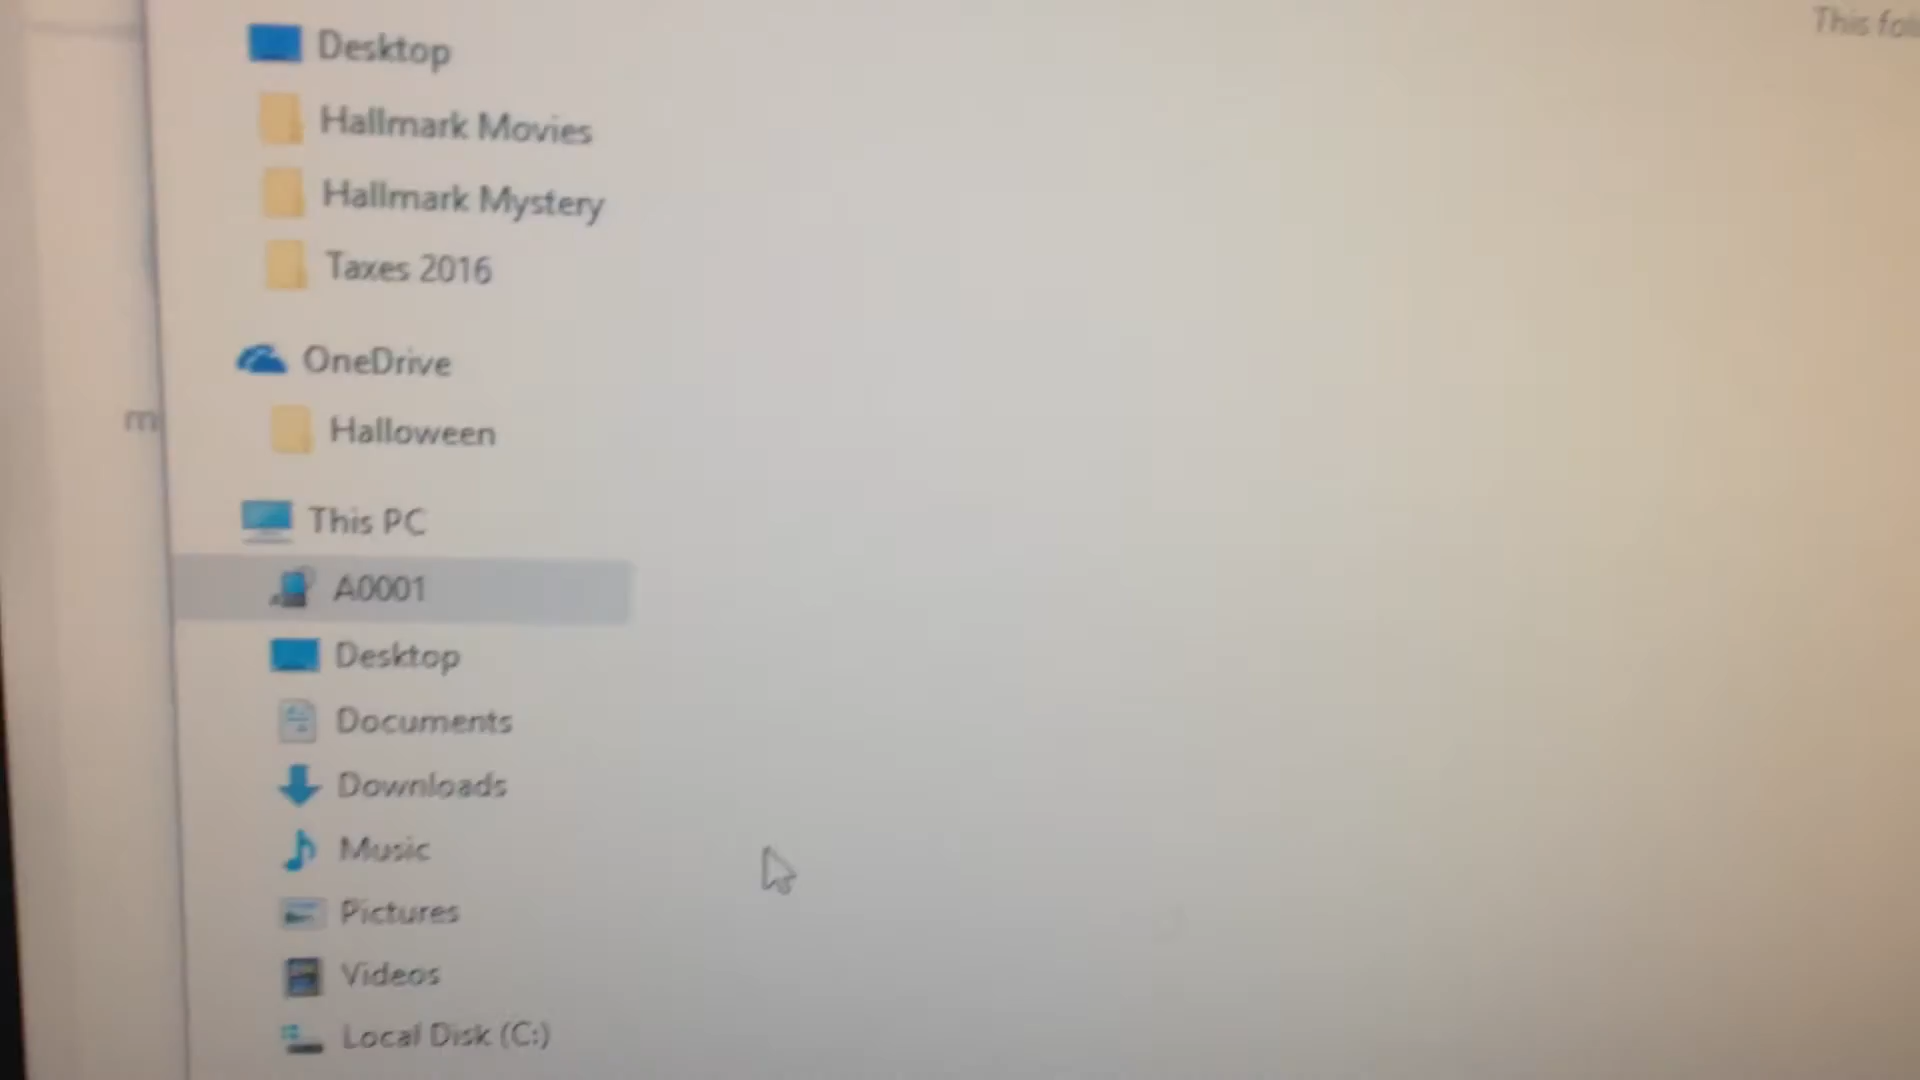 This
Desktop
Hallmark Movies
Hallmark Mystery
Taxes 2016
OneDrive
Halloween
m
This PC
A0001
Desktop
Documents
Downloads
Music
Pictures
Videos
Local Disk (C:)